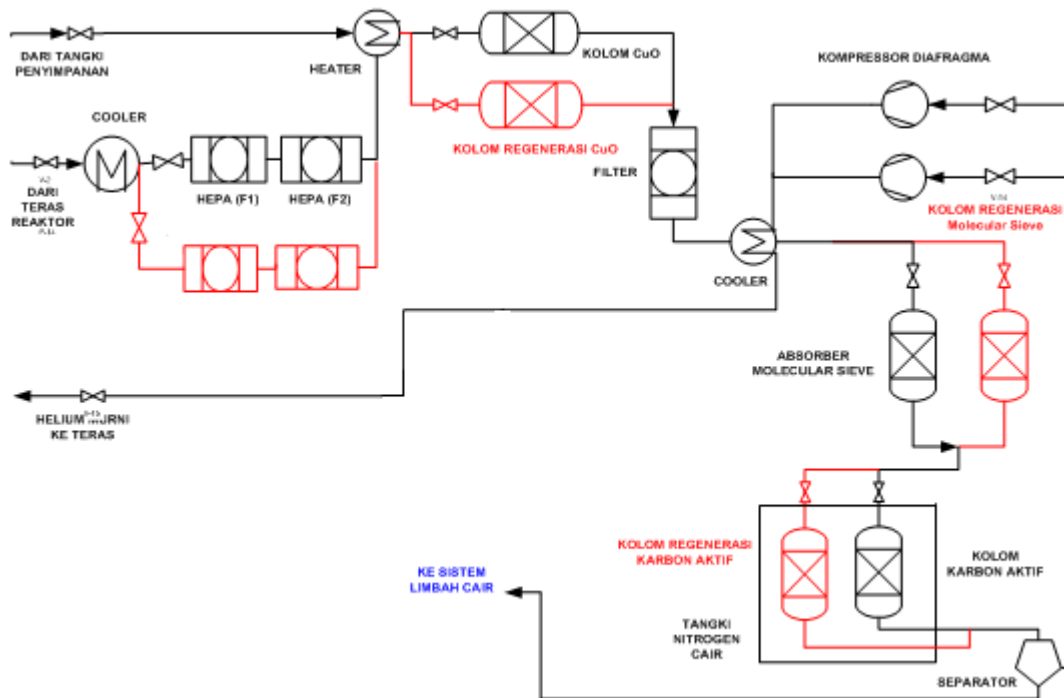 DARI TANGKI
PENYIMPANAN
HEATER
KOLOM CuO
KOMPRESSOR DIAFRAGMA
COOLER
KOLOM REGENERASI CuO
HEPA (F1)
HEPA (F2)
FILTER
DARI
TERAS
REAKTOR
KOLOM REGENERASI
Molecular Sieve
COOLER
ABSORBER
MOLECULAR SIEVE
HELIUM
KE TERAS
KOLOM REGENERASI
KARBON AKTIF
KOLOM
KARBON AKTIF
KE SISTEM
LIMBAH CAIR
TANGKI
NITROGEN
CAIR
SEPARATOR